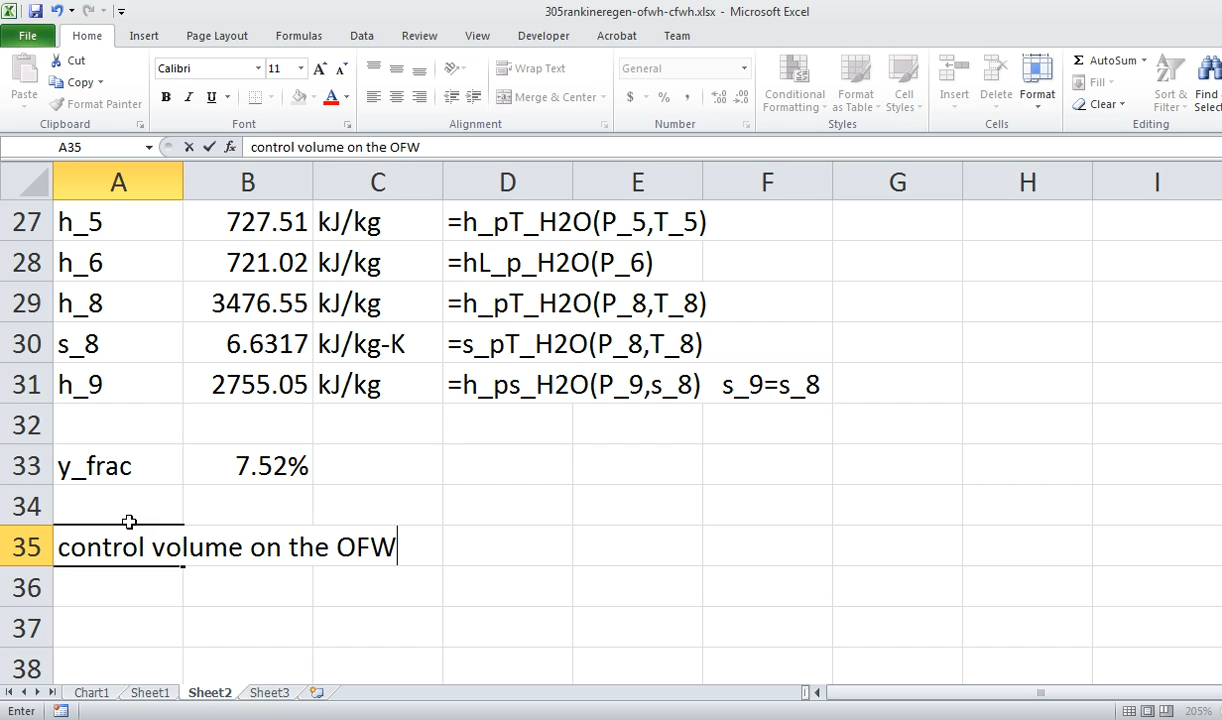 305rankineregen-ofwh-cfwh.xlsx - Microsoft Excel
File Home Insert Page Layout Formulas Data Review View Developer Acrobat Team
Paste Cut Copy Format Painter Clipboard
Calibri 11 A A B I U A Font
Wrap Text Merge & Center Alignment
General $ % , .00 Number
Conditional Formatting Format as Table Cell Styles Styles
Insert Delete Format Cells
Σ AutoSum Fill Clear Sort & Filter Find Select Editing
A35 fx control volume on the OFW
A B C D E F G H I
27 h_5 727.51 kJ/kg =h_pT_H2O(P_5,T_5)
28 h_6 721.02 kJ/kg =hL_p_H2O(P_6)
29 h_8 3476.55 kJ/kg =h_pT_H2O(P_8,T_8)
30 s_8 6.6317 kJ/kg-K =s_pT_H2O(P_8,T_8)
31 h_9 2755.05 kJ/kg =h_ps_H2O(P_9,s_8) s_9=s_8
32
33 y_frac 7.52%
34
35 control volume on the OFW
36
37
38
Chart1 Sheet1 Sheet2 Sheet3
Enter 205%